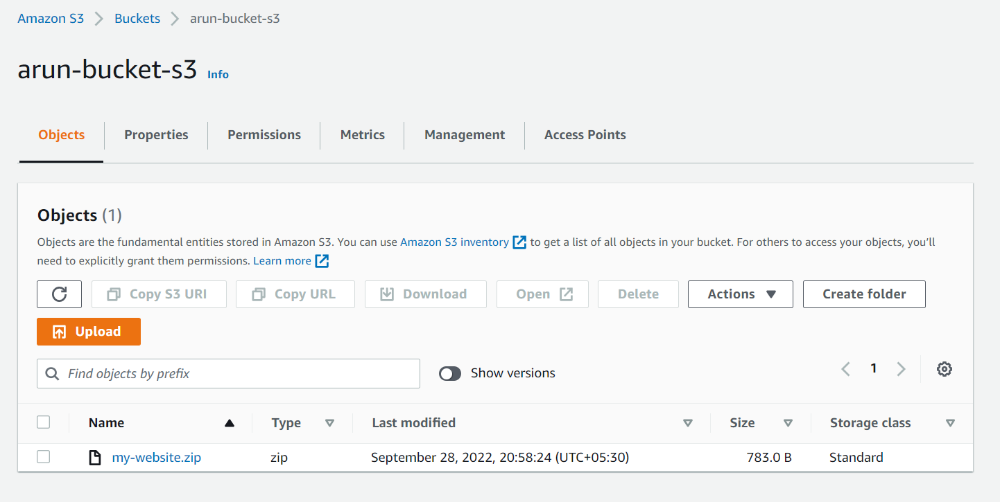 Amazon S3 Buckets arun-bucket-s3
arun-bucket-s3 Info
Objects Properties Permissions Metrics Management Access Points
Objects (1)
Objects are the fundamental entities stored in Amazon S3. You can use Amazon S3 inventory to get a list of all objects in your bucket. For others to access your objects, you’ll
need to explicitly grant them permissions. Learn more
Copy S3 URI Copy URL Download Open Delete Actions Create folder
Upload
Find objects by prefix Show versions 1
Name Type Last modified Size Storage class
my-website.zip zip September 28, 2022, 20:58:24 (UTC+05:30) 783.0 B Standard